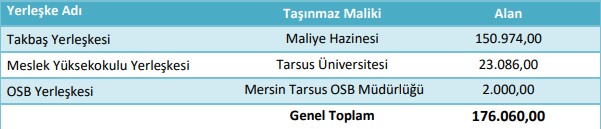 Yerleşke Adı Taşınmaz Maliki Alan
Takbaş Yerleşkesi Maliye Hazinesi 150.974,00
Meslek Yüksekokulu Yerleşkesi Tarsus Üniversitesi 23.086,00
OSB Yerleşkesi Mersin Tarsus OSB Müdürlüğü 2.000,00
Genel Toplam 176.060,00